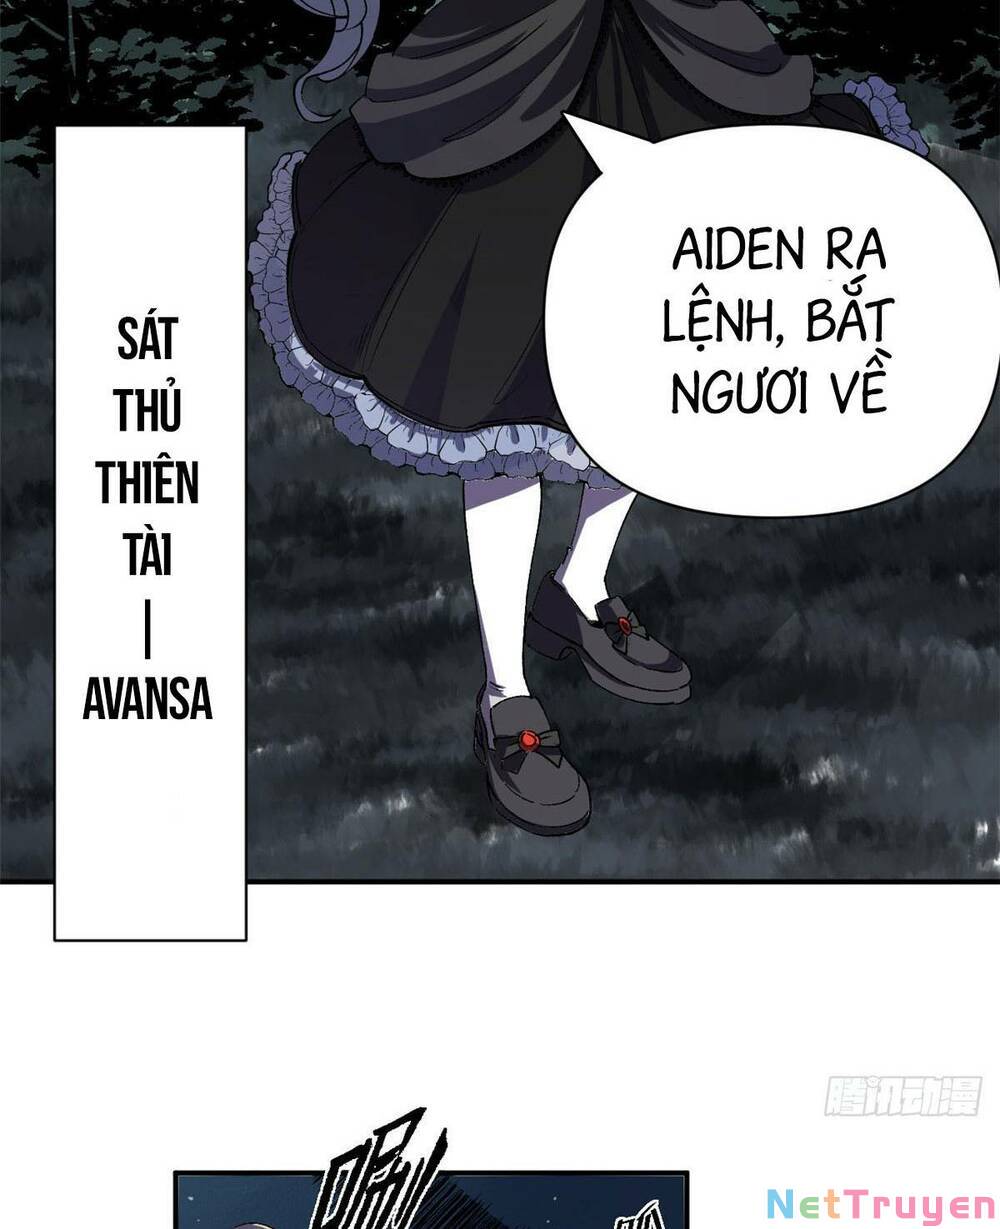 SÁT
THỦ
THIÊN
TÀI
|
AVANSA
AIDEN RA
LỆNH, BẮT
NGƯƠI VỀ
腾讯动漫
NetTruyen